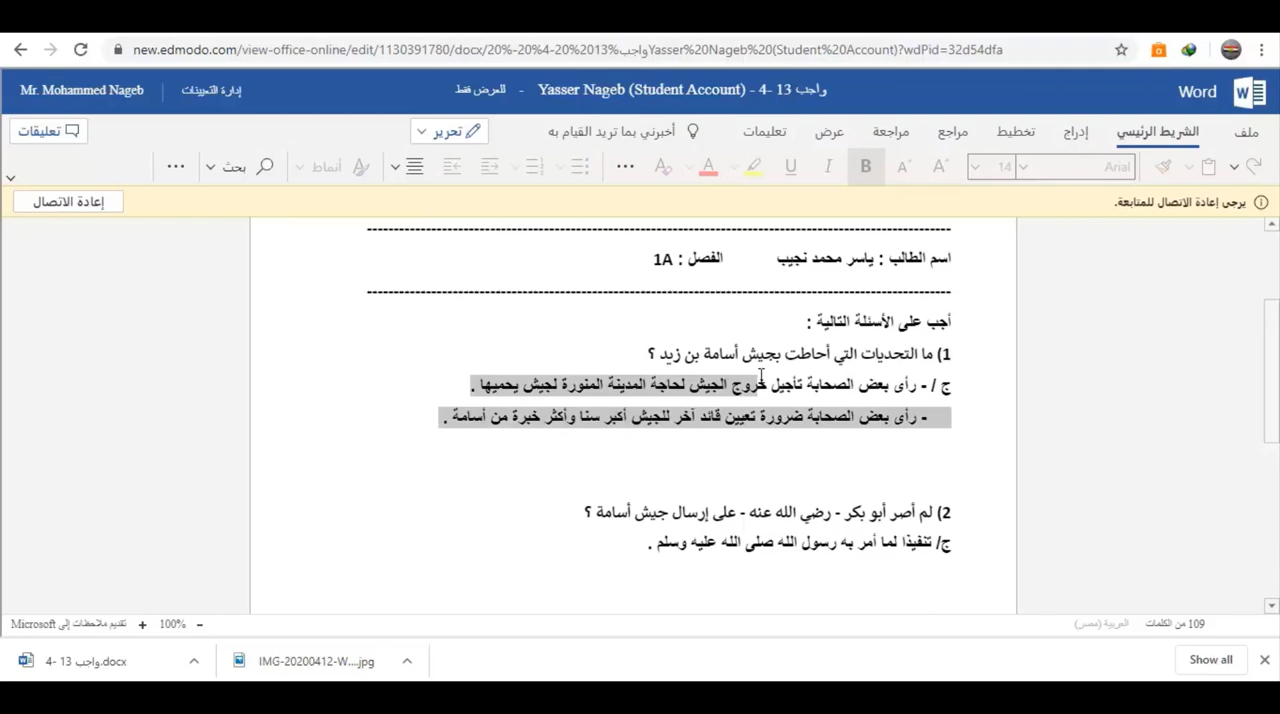 new.edmodo.com/view-office-online/edit/1130391780/docx/20%20-%204-%2013%20واجبYasser%20Nageb%20(Student%20Account)?wdPid=32d54dfa
Word
واجب 13 -4 - Yasser Nageb (Student Account) - للعرض فقط
إدارة التعيينات
Mr. Mohammed Nageb
ملف الشريط الرئيسي إدراج تخطيط مراجع مراجعة عرض تعليمات أخبرني بما تريد القيام به تحرير تعليقات
Arial 14 B I U A أنماط بحث
يرجى إعادة الاتصال للمتابعة. إعادة الاتصال
اسم الطالب : ياسر محمد نجيب الفصل : 1A
أجب على الأسئلة التالية :
1) ما التحديات التي أحاطت بجيش أسامة بن زيد ؟
ج / - رأى بعض الصحابة تأجيل خروج الجيش لحاجة المدينة المنورة لجيش يحميها .
- رأى بعض الصحابة ضرورة تعيين قائد آخر للجيش أكبر سنا وأكثر خبرة من أسامة .
2) لم أصر أبو بكر - رضي الله عنه - على إرسال جيش أسامة ؟
ج/ تنفيذا لما أمر به رسول الله صلى الله عليه وسلم .
109 من الكلمات العربية (مصر) - 100% + تقديم ملاحظات إلى Microsoft
واجب 13 -4.docx
IMG-20200412-W....jpg
Show all